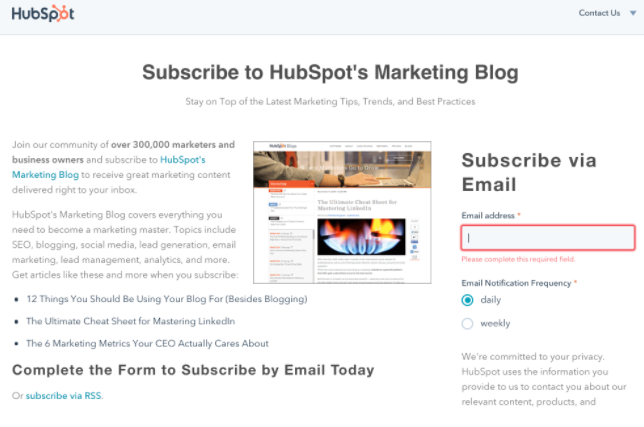 HubSpot
Contact Us
Subscribe to HubSpot's Marketing Blog
Stay on Top of the Latest Marketing Tips, Trends, and Best Practices
Join our community of over 300,000 marketers and
business owners and subscribe to HubSpot's
Marketing Blog to receive great marketing content
delivered right to your inbox.
HubSpot's Marketing Blog covers everything you
need to become a marketing master. Topics include
SEO, blogging, social media, lead generation, email
marketing, lead management, analytics, and more.
Get articles like these and more when you subscribe:
• 12 Things You Should Be Using Your Blog For (Besides Blogging)
• The Ultimate Cheat Sheet for Mastering LinkedIn
• The 6 Marketing Metrics Your CEO Actually Cares About
Complete the Form to Subscribe by Email Today
Or subscribe via RSS.
The Ultimate Cheat Sheet for
Mastering LinkedIn
Subscribe via
Email
Email address *
Please complete this required field.
Email Notification Frequency *
daily
weekly
We're committed to your privacy.
HubSpot uses the information you
provide to us to contact you about our
relevant content, products, and